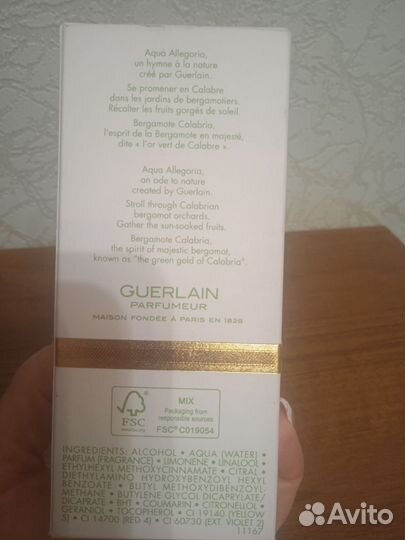 Aqua Allegoria,
un hymne à la nature
créé par Guerlain.
Se promener en Calabre
dans les jardins de bergamotiers.
Récolter les fruits gorgés de soleil.
Bergamote Calabria,
l'esprit de la Bergamote en majesté,
dite « l'or vert de Calabre ».
Aqua Allegoria,
an ode to nature
created by Guerlain.
Stroll through Calabrian
bergamot orchards.
Gather the sun-soaked fruits.
Bergamote Calabria,
the spirit of majestic bergamot,
known as "the green gold of Calabria".
GUERLAIN
PARFUMEUR
MAISON FONDÉE À PARIS EN 1828
FSC
www.fsc.org
MIX
Packaging from
responsible sources
FSC® C019054
INGREDIENTS: ALCOHOL • AQUA (WATER) •
PARFUM (FRAGRANCE) • LIMONENE • LINALOOL •
ETHYLHEXYL METHOXYCINNAMATE • CITRAL •
DIETHYLAMINO HYDROXYBENZOYL HEXYL
BENZOATE • BUTYL METHOXYDIBENZOYL-
METHANE • BUTYLENE GLYCOL DICAPRYLATE/
DICAPRATE • BHT • COUMARIN • CITRONELLOL •
GERANIOL • TOCOPHEROL • CI 19140 (YELLOW
5) • CI 14700 (RED 4) • CI 60730 (EXT. VIOLET 2)
11167
Avito